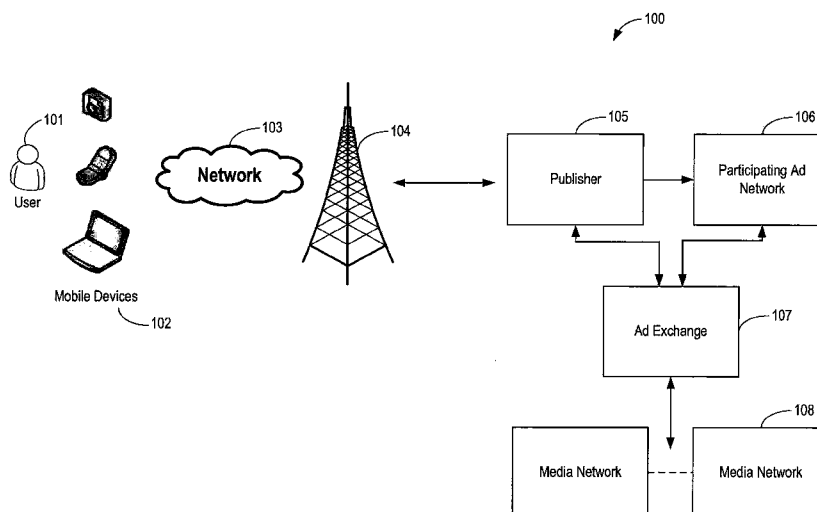 100
101
User
103
Network
104
105
Publisher
106
Participating Ad
Network
Mobile Devices
102
Ad Exchange
107
108
Media Network
Media Network